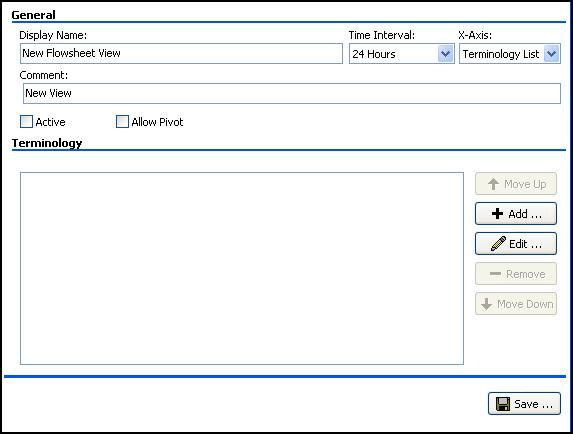 General
Display Name: Time Interval: X-Axis:
New Flowsheet View 24 Hours Terminology List
Comment:
New View
Active Allow Pivot
Terminology
Move Up
Add ...
Edit ...
Remove
Move Down
Save ...